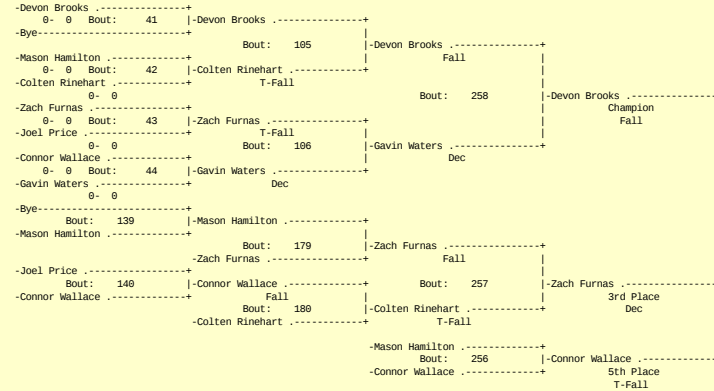 -Devon Brooks .--------------+
0-  0   Bout:     41     |-Devon Brooks .------------+
-Bye-------------------------+                             |
Bout:    105     |-Devon Brooks .--------------+
-Mason Hamilton .------------+                             |            Fall             |
0-  0   Bout:     42     |-Colten Rinehart .---------+                             |
-Colten Rinehart .-----------+           T-Fall                                          |
0-  0                                              Bout:    258      |-Devon Brooks .--------------
-Zach Furnas .---------------+                                                           |          Champion
0-  0   Bout:     43     |-Zach Furnas .-------------+                             |            Fall
-Joel Price .----------------+           T-Fall            |                             |
0-  0                    Bout:    106     |-Gavin Waters .--------------+
-Connor Wallace .------------+                             |             Dec
0-  0   Bout:     44     |-Gavin Waters .------------+
-Gavin Waters .--------------+             Dec
0-  0
-Bye-------------------------+
Bout:    139         |-Mason Hamilton .----------+
-Mason Hamilton .------------+                             |
Bout:    179     |-Zach Furnas .---------------+
-Zach Furnas .-------------+            Fall             |
-Joel Price .----------------+                                                           |
Bout:    140         |-Connor Wallace .----------+        Bout:    257      |-Zach Furnas .---------------
-Connor Wallace .------------+            Fall             |                             |          3rd Place
Bout:    180     |-Colten Rinehart .-----------+             Dec
-Colten Rinehart .---------+           T-Fall
-Mason Hamilton .------------+
Bout:    256      |-Connor Wallace .------------
-Connor Wallace .------------+          5th Place
T-Fall